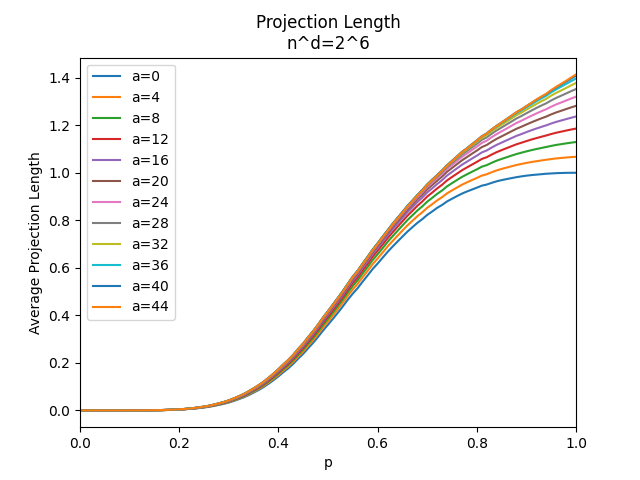 Projection Length
n^d=2^6
1.4
1.2
1.0
0.8
0.6
0.4
0.2
0.0
Average Projection Length
a=0
a=4
a=8
a=12
a=16
a=20
a=24
a=28
a=32
a=36
a=40
a=44
0.0 0.2 0.4 0.6 0.8 1.0
p